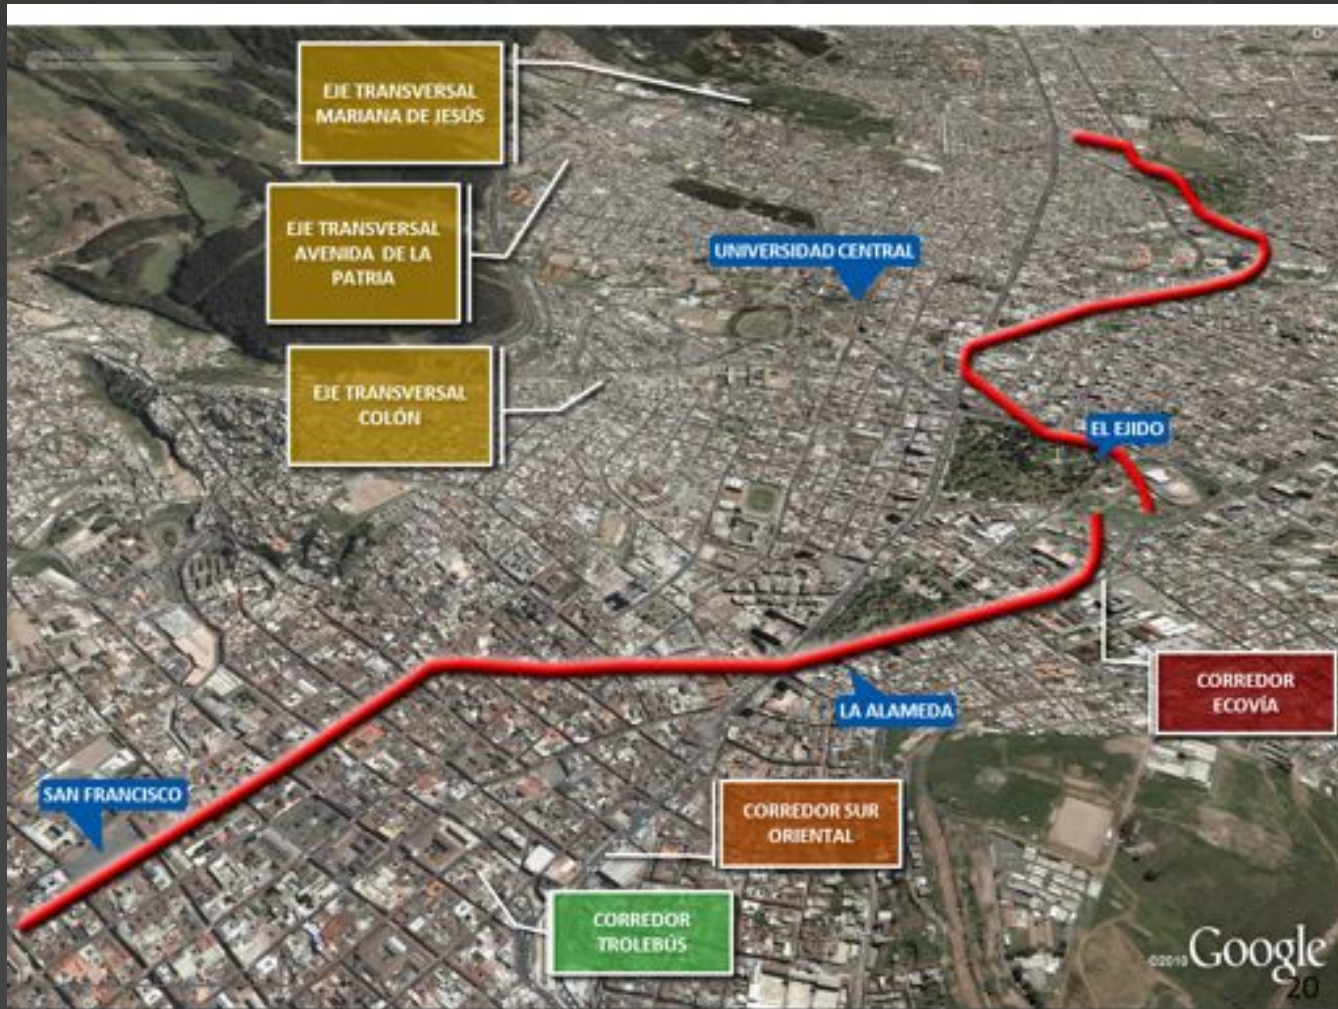 EJE TRANSVERSAL
MARIANA DE JESÚS
EJE TRANSVERSAL
AVENIDA DE LA
PATRIA
UNIVERSIDAD CENTRAL
EJE TRANSVERSAL
COLÓN
EL EJIDO
CORREDOR
ECOVÍA
LA ALAMEDA
SAN FRANCISCO
CORREDOR SUR
ORIENTAL
CORREDOR
TROLEBÚS
©2010 Google
20